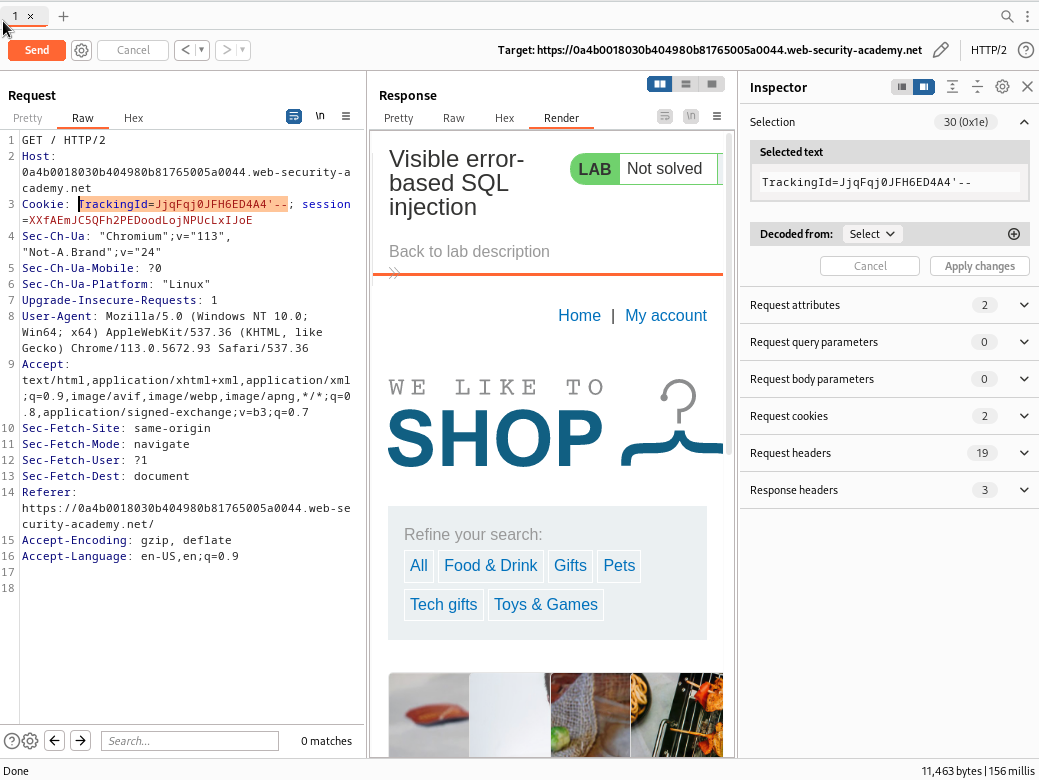 1 ×
+
Send
Cancel
< ▾
> ▾
Target: https://0a4b0018030b404980b81765005a0044.web-security-academy.net
HTTP/2
Request
Pretty
Raw
Hex
\n
1 GET / HTTP/2
2 Host:
0a4b0018030b404980b81765005a0044.web-security-a
cademy.net
3 Cookie: TrackingId=JjqFqj0JFH6ED4A4'--; session
=XXfAEmJC5QFh2PEDoodLojNPUcLxIJoE
4 Sec-Ch-Ua: "Chromium";v="113",
"Not-A.Brand";v="24"
5 Sec-Ch-Ua-Mobile: ?0
6 Sec-Ch-Ua-Platform: "Linux"
7 Upgrade-Insecure-Requests: 1
8 User-Agent: Mozilla/5.0 (Windows NT 10.0;
Win64; x64) AppleWebKit/537.36 (KHTML, like
Gecko) Chrome/113.0.5672.93 Safari/537.36
9 Accept:
text/html,application/xhtml+xml,application/xml
;q=0.9,image/avif,image/webp,image/apng,*/*;q=0
.8,application/signed-exchange;v=b3;q=0.7
10 Sec-Fetch-Site: same-origin
11 Sec-Fetch-Mode: navigate
12 Sec-Fetch-User: ?1
13 Sec-Fetch-Dest: document
14 Referer:
https://0a4b0018030b404980b81765005a0044.web-se
curity-academy.net/
15 Accept-Encoding: gzip, deflate
16 Accept-Language: en-US,en;q=0.9
17
18
Search...
0 matches
Response
Pretty
Raw
Hex
Render
\n
Visible error-
based SQL
injection
LAB Not solved
Back to lab description
Home | My account
WE LIKE TO
SHOP
Refine your search:
All Food & Drink Gifts Pets
Tech gifts Toys & Games
Inspector
Selection 30 (0x1e)
Selected text
TrackingId=JjqFqj0JFH6ED4A4'--
Decoded from: Select
Cancel
Apply changes
Request attributes 2
Request query parameters 0
Request body parameters 0
Request cookies 2
Request headers 19
Response headers 3
Done
11,463 bytes | 156 millis